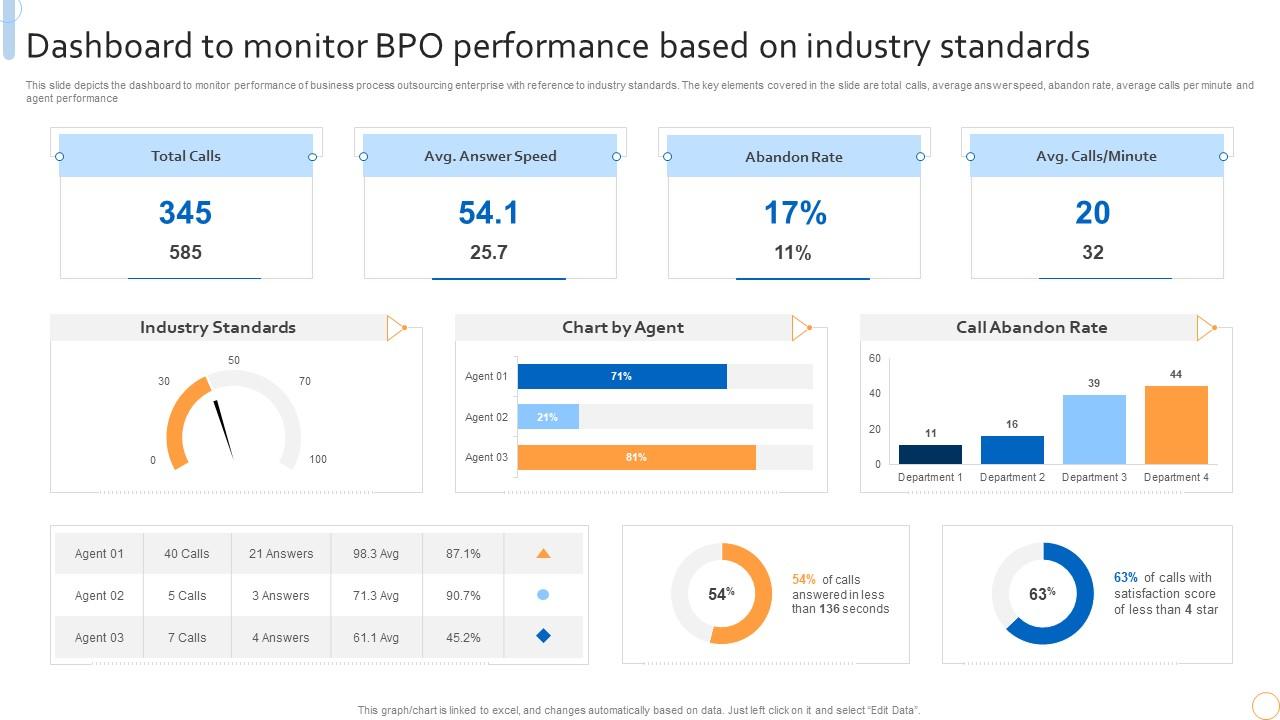 Dashboard to monitor BPO performance based on industry standards
This slide depicts the dashboard to monitor performance of business process outsourcing enterprise with reference to industry standards. The key elements covered in the slide are total calls, average answer speed, abandon rate, average calls per minute and
agent performance
Total Calls
345
585
Avg. Answer Speed
54.1
25.7
Abandon Rate
17%
11%
Avg. Calls/Minute
20
32
Industry Standards
0
30
50
70
100
Chart by Agent
Agent 01 71%
Agent 02 21%
Agent 03 81%
Call Abandon Rate
60
40
20
0
11
16
39
44
Department 1 Department 2 Department 3 Department 4
Agent 01 40 Calls 21 Answers 98.3 Avg 87.1%
Agent 02 5 Calls 3 Answers 71.3 Avg 90.7%
Agent 03 7 Calls 4 Answers 61.1 Avg 45.2%
54%
54% of calls
answered in less
than 136 seconds
63%
63% of calls with
satisfaction score
of less than 4 star
This graph/chart is linked to excel, and changes automatically based on data. Just left click on it and select “Edit Data”.